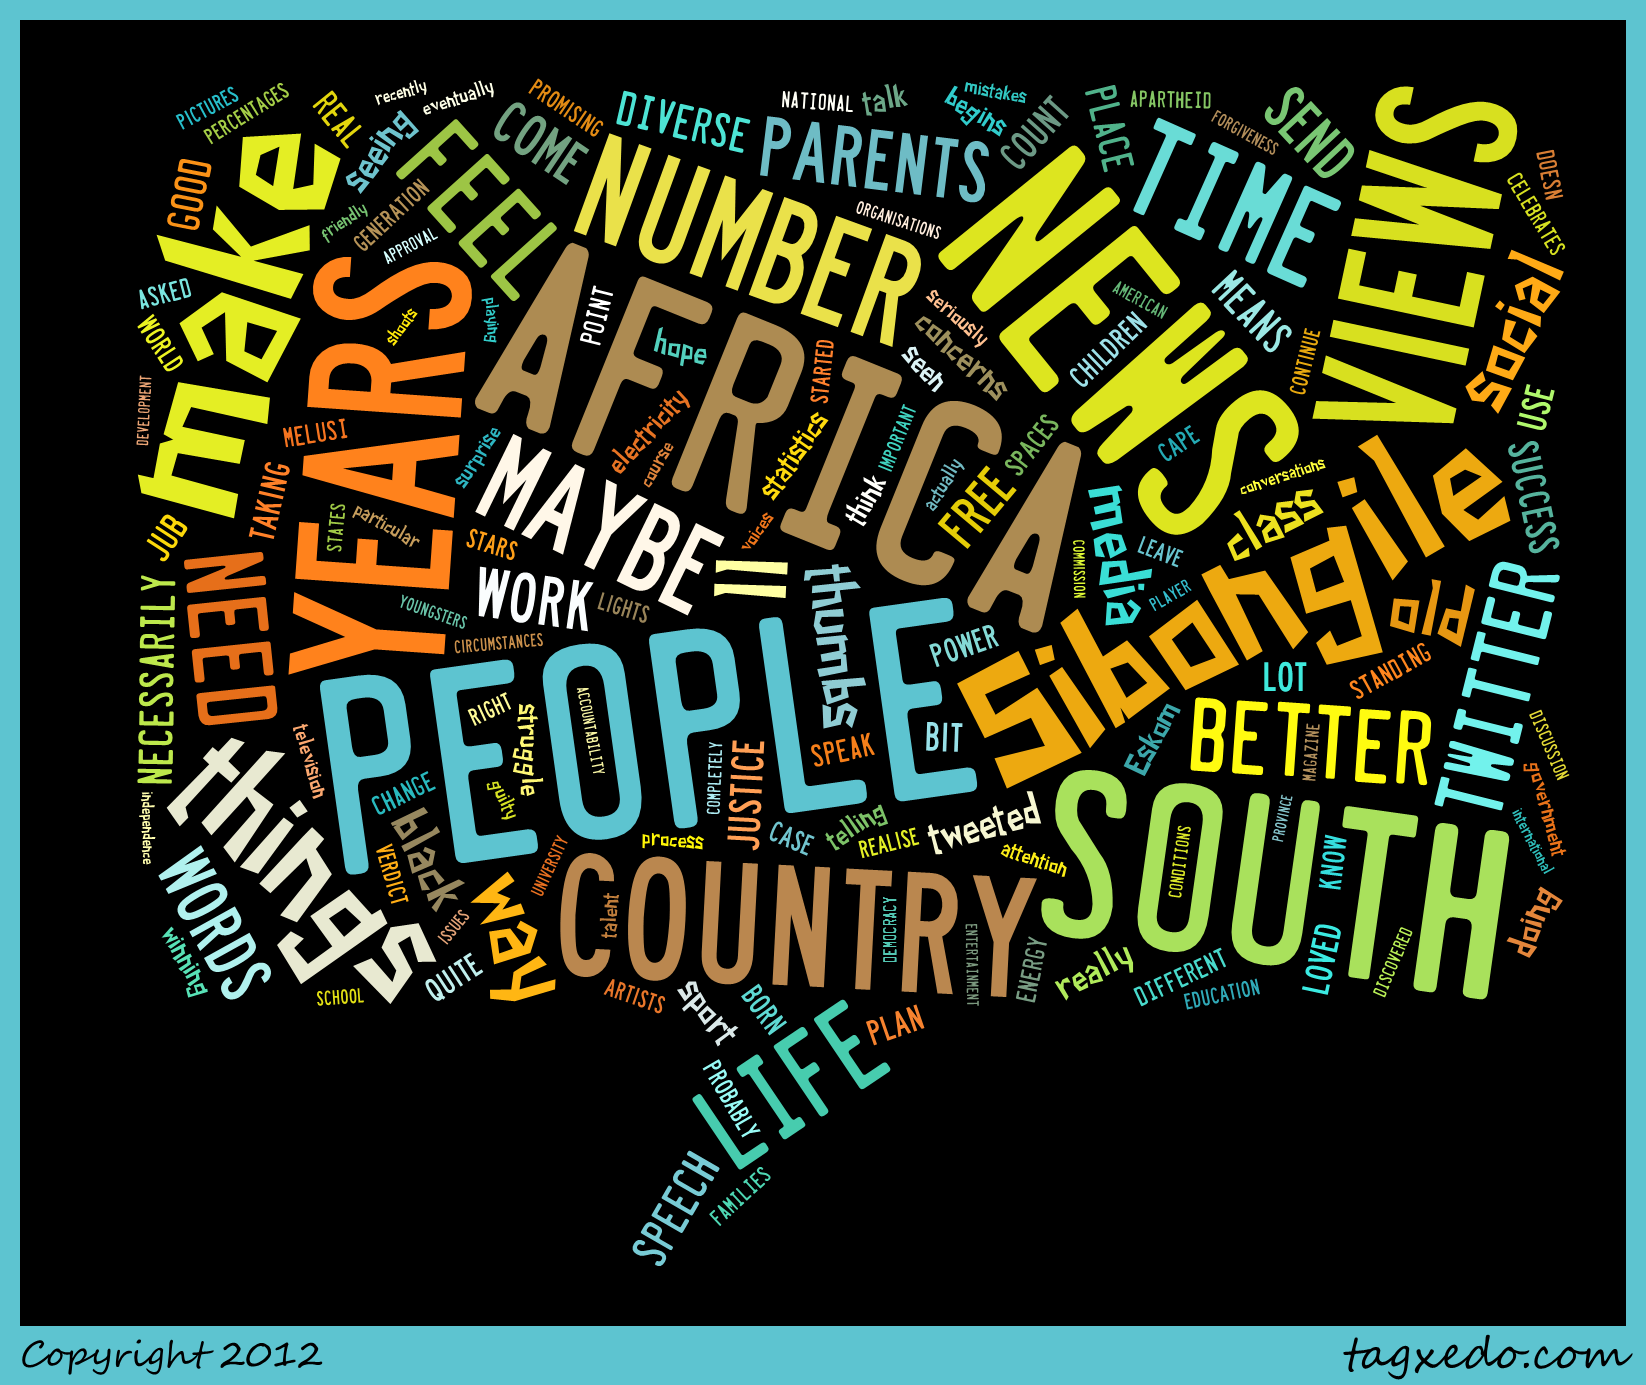 PICTURES
PERCENTAGES
REAL
recently
eventually
PROMISING
DIVERSE
NATIONAL
talk
begins
mistakes
COUNT
PLACE
APARTHEID
FORGIVENESS
SEND
VIEWS
DOESN
CELEBRATES
GOOD
make
seeing
FEEL
COME
NUMBER
PARENTS
NEWS
TIME
friendly
GENERATION
APPROVAL
ORGANISATIONS
social
ASKED
WORLD
YEARS
shoots
playing
AFRICA
POINT
hope
STARTED
seriously
concerns
seen
AMERICAN
CHILDREN
MEANS
CONTINUE
DEVELOPMENT
MELUSI
surprise
electricity
course
statistics
IMPORTANT
think
actually
SPACES
FREE
CAPE
conversations
USE
SUCCESS
JUB
TAKING
STATES
particular
STARS
MAYBE
voices
ll
media
COMMISSION
LEAVE
PLAYER
class
Sibongile
old
NECESSARILY
NEED
YOUNGSTERS
CIRCUMSTANCES
WORK
LIGHTS
thumbs
POWER
LOT
STANDING
TWITTER
PEOPLE
RIGHT
struggle
ACCOUNTABILITY
SPEAK
BIT
Eskom
BETTER
MAGAZINE
DISCUSSION
television
things
CHANGE
guilty
COMPLETELY
JUSTICE
CASE
telling
REALISE
tweeted
attention
SOUTH
CONDITIONS
PROVINCE
KNOW
government
international
independence
WORDS
VERDICT
black
ISSUES
way
UNIVERSITY
process
COUNTRY
talent
DEMOCRACY
ENTERTAINMENT
ENERGY
really
DIFFERENT
EDUCATION
LOVED
DISCOVERED
doing
winning
SCHOOL
QUITE
ARTISTS
sport
BORN
LIFE
PLAN
PROBABLY
SPEECH
FAMILIES
Copyright 2012
tagxedo.com